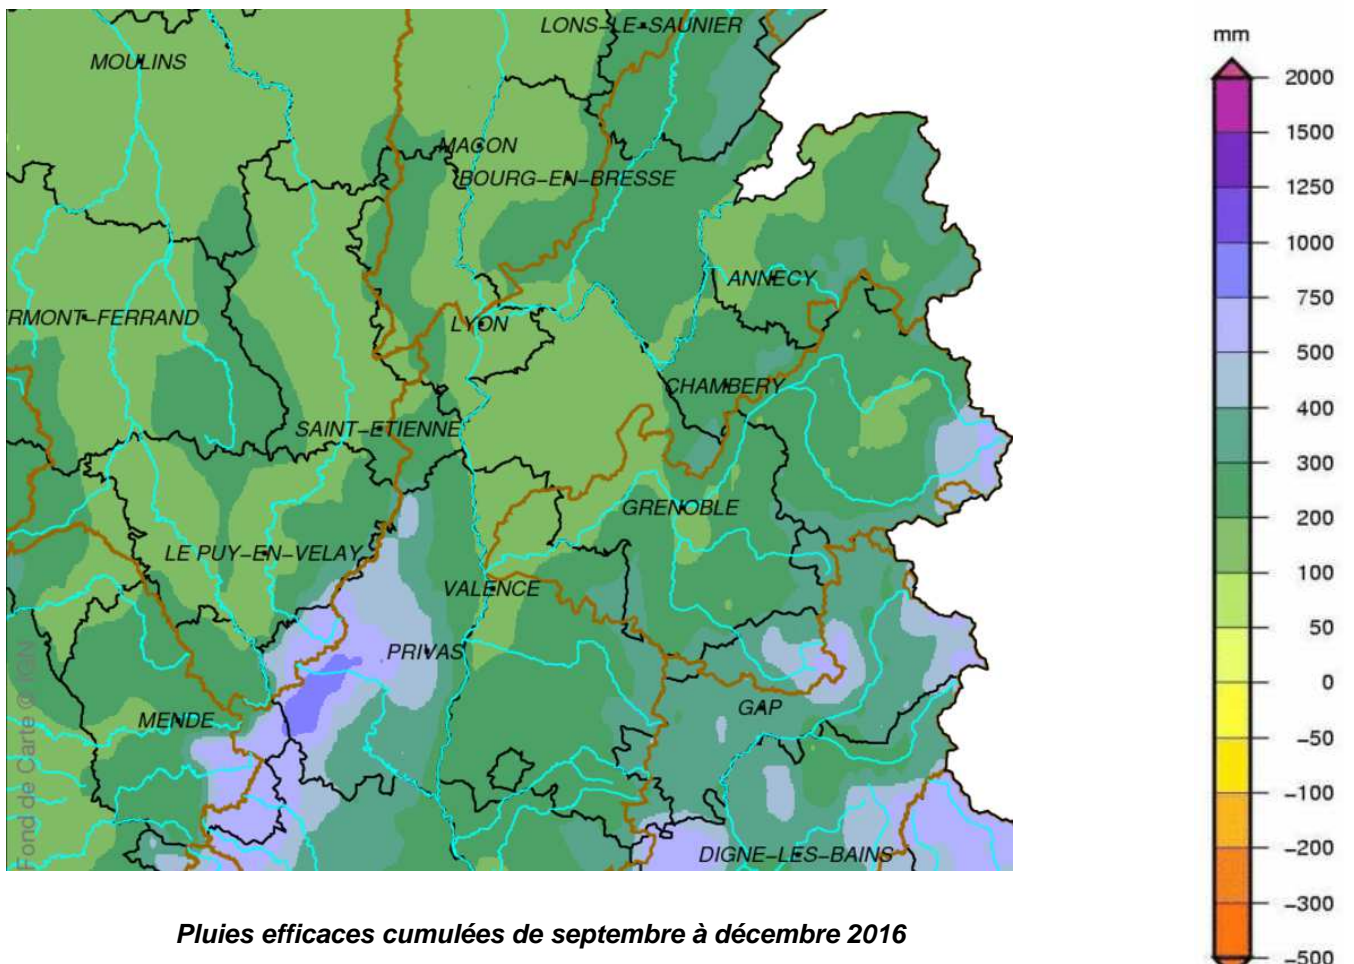 LONS-LE-SAUNIER
MOULINS
MACON
BOURG-EN-BRESSE
ANNECY
RMONT-FERRAND
LYON
CHAMBERY
SAINT-ETIENNE
GRENOBLE
LE PUY-EN-VELAY
VALENCE
PRIVAS
MENDE
GAP
DIGNE-LES-BAINS
Fond de Carte © IGN
mm
2000
1500
1250
1000
750
500
400
300
200
100
50
0
-50
-100
-200
-300
-500
Pluies efficaces cumulées de septembre à décembre 2016